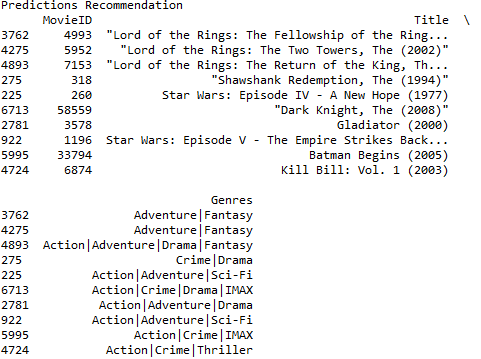 Predictions Recommendation
MovieID Title \
3762 4993 "Lord of the Rings: The Fellowship of the Ring...
4275 5952 "Lord of the Rings: The Two Towers, The (2002)"
4893 7153 "Lord of the Rings: The Return of the King, Th...
275 318 "Shawshank Redemption, The (1994)"
225 260 Star Wars: Episode IV - A New Hope (1977)
6713 58559 "Dark Knight, The (2008)"
2781 3578 Gladiator (2000)
922 1196 Star Wars: Episode V - The Empire Strikes Back...
5995 33794 Batman Begins (2005)
4724 6874 Kill Bill: Vol. 1 (2003)
Genres
3762 Adventure|Fantasy
4275 Adventure|Fantasy
4893 Action|Adventure|Drama|Fantasy
275 Crime|Drama
225 Action|Adventure|Sci-Fi
6713 Action|Crime|Drama|IMAX
2781 Action|Adventure|Drama
922 Action|Adventure|Sci-Fi
5995 Action|Crime|IMAX
4724 Action|Crime|Thriller